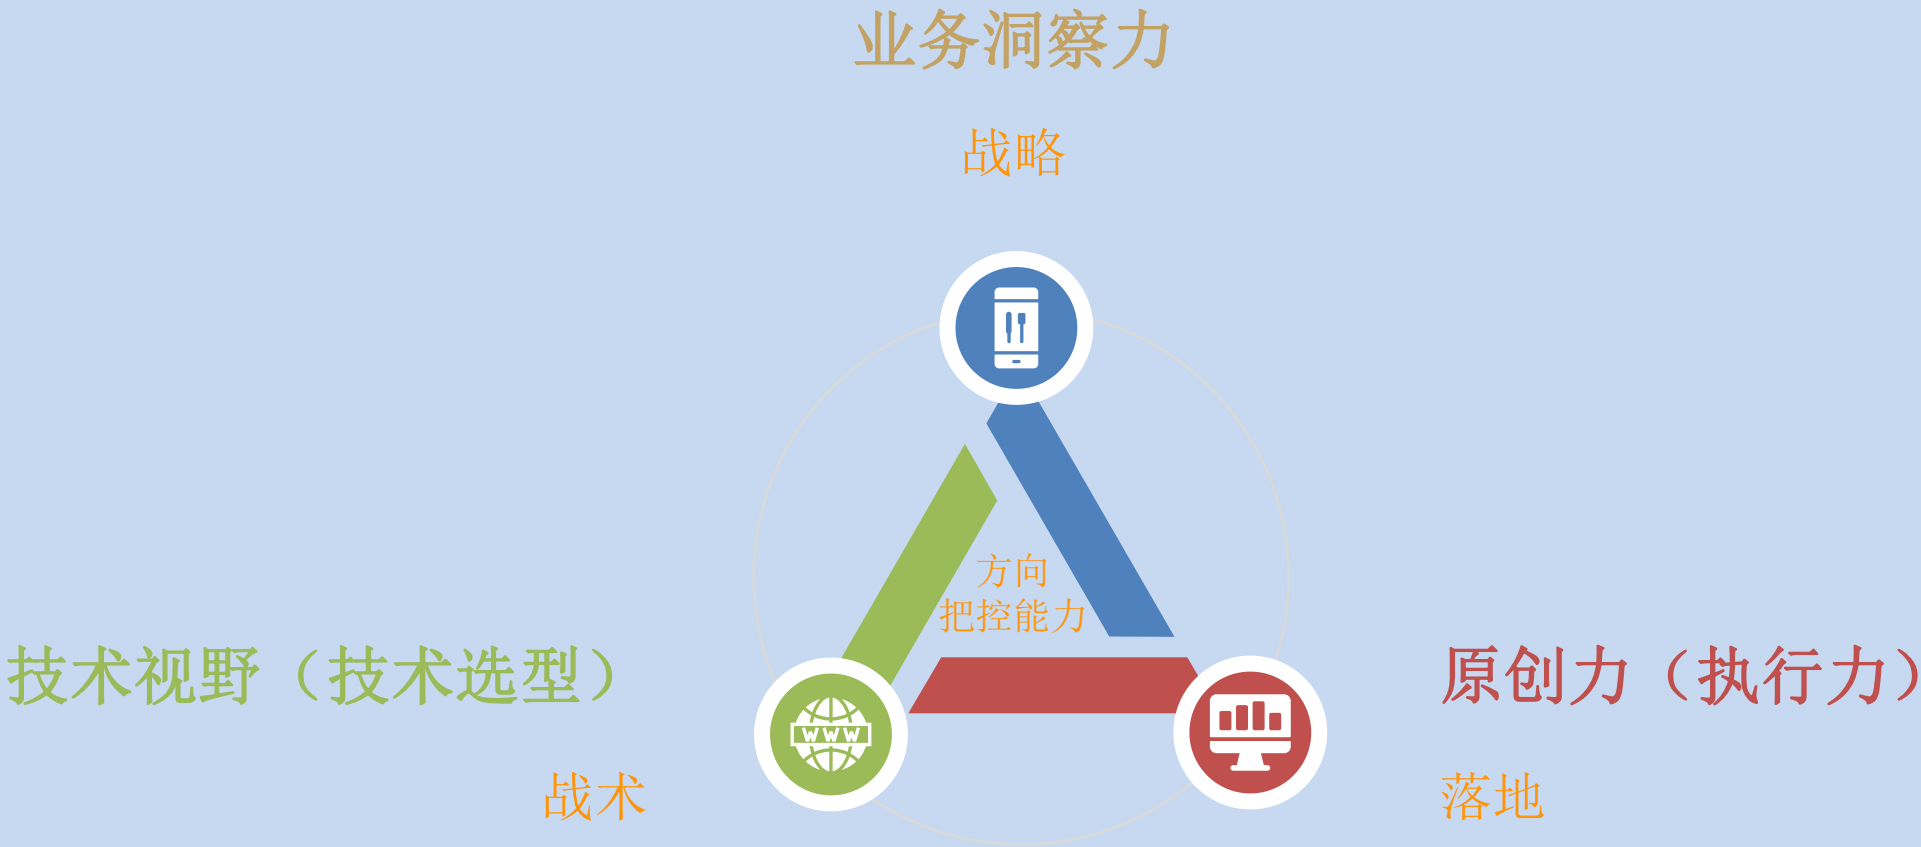 业务洞察力
战略
方向
把控能力
技术视野（技术选型）
原创力（执行力）
WWW
战术
落地